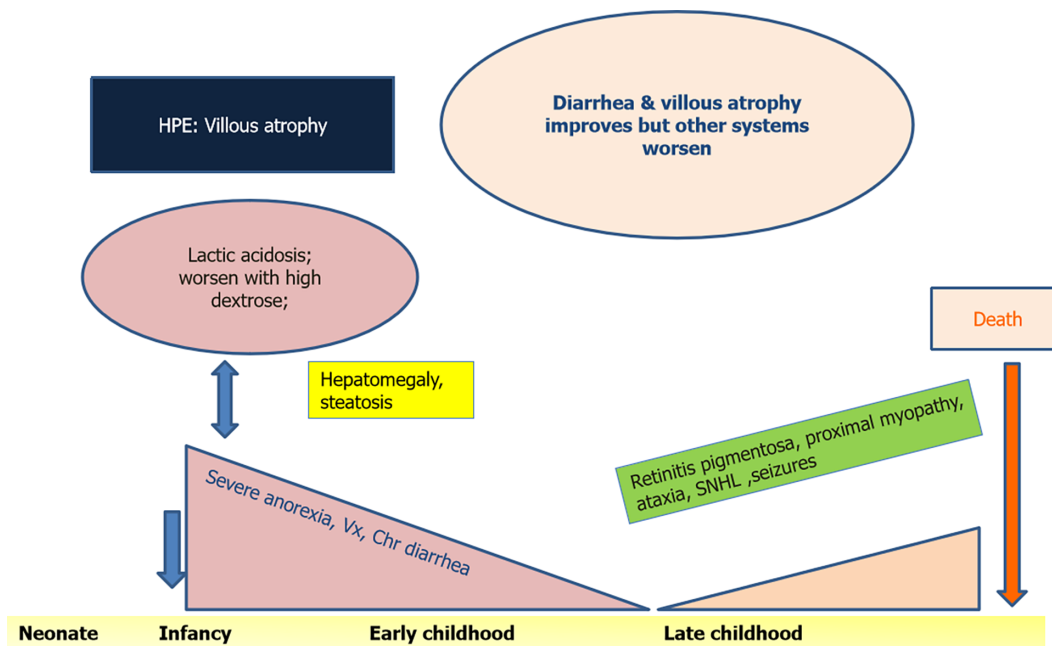 HPE: Villous atrophy
Diarrhea & villous atrophy
improves but other systems
worsen
Lactic acidosis;
worsen with high
dextrose;
Death
Hepatomegaly,
steatosis
Retinitis pigmentosa, proximal myopathy,
ataxia, SNHL ,seizures
Severe anorexia, Vx, Chr diarrhea
Neonate Infancy Early childhood Late childhood